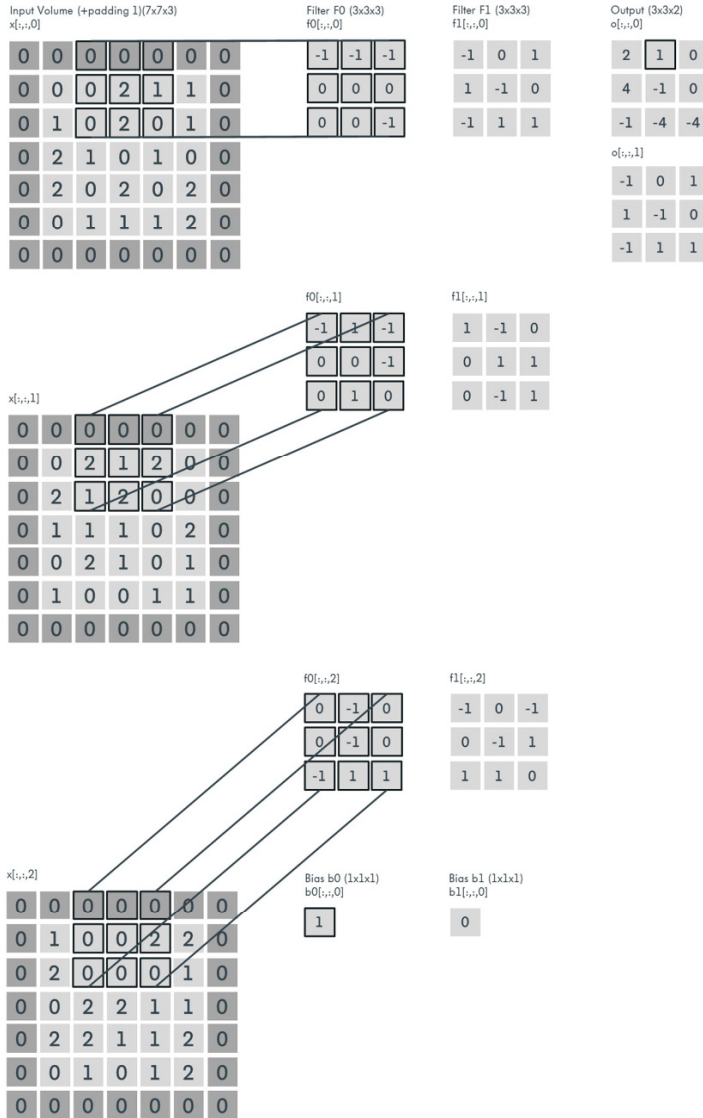 Input Volume (+padding 1)(7x7x3)
x[:,:,0]
0 0 0 0 0 0 0
0 0 0 2 1 1 0
0 1 0 2 0 1 0
0 2 1 0 1 0 0
0 2 0 2 0 2 0
0 0 1 1 1 2 0
0 0 0 0 0 0 0
Filter F0 (3x3x3)
f0[:,:,0]
-1 -1 -1
0 0 0
0 0 -1
Filter F1 (3x3x3)
f1[:,:,0]
-1 0 1
1 -1 0
-1 1 1
Output (3x3x2)
o[:,:,0]
2 1 0
4 -1 0
-1 -4 -4
o[:,:,1]
-1 0 1
1 -1 0
-1 1 1
x[:,:,1]
0 0 0 0 0 0 0
0 0 2 1 2 0 0
0 2 1 2 0 0 0
0 1 1 1 0 2 0
0 0 2 1 0 1 0
0 1 0 0 1 1 0
0 0 0 0 0 0 0
f0[:,:,1]
-1 1 -1
0 0 -1
0 1 0
f1[:,:,1]
1 -1 0
0 1 1
0 -1 1
x[:,:,2]
0 0 0 0 0 0 0
0 1 0 0 2 2 0
0 2 0 0 0 1 0
0 0 2 2 1 1 0
0 2 2 1 1 2 0
0 0 1 0 1 2 0
0 0 0 0 0 0 0
f0[:,:,2]
0 -1 0
0 -1 0
-1 1 1
f1[:,:,2]
-1 0 -1
0 -1 1
1 1 0
Bias b0 (1x1x1)
b0[:,:,0]
1
Bias b1 (1x1x1)
b1[:,:,0]
0